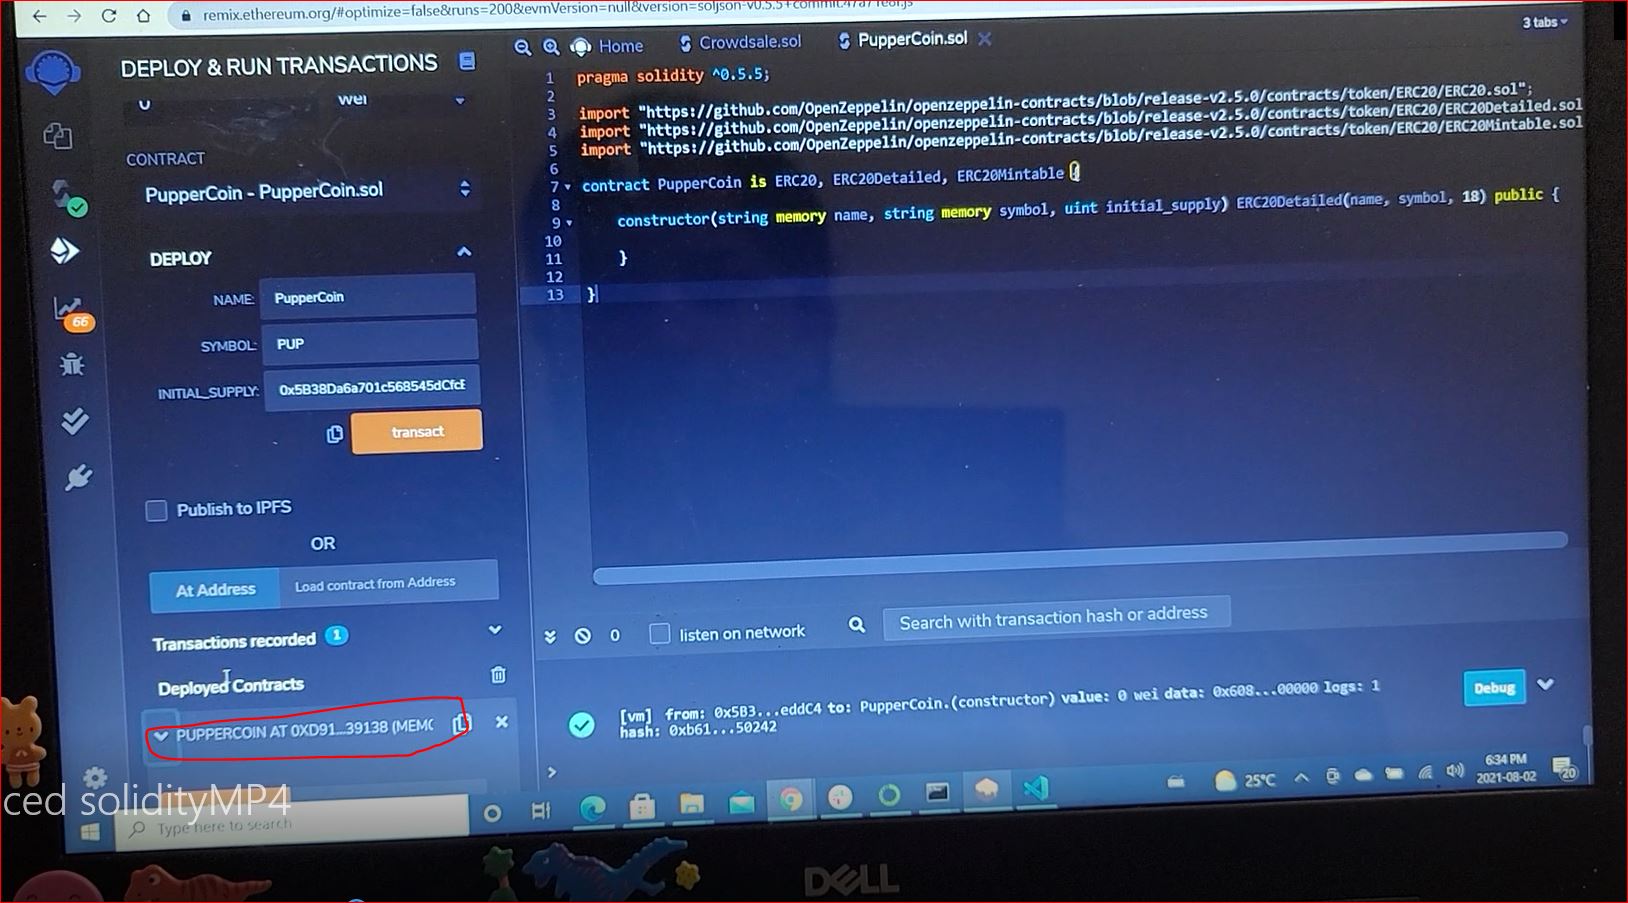 remix.ethereum.org/#optimize=false&runs=200&evmVersion=null&version=soljson-v0.5.5+commit.47a71e8f.js
3 tabs
DEPLOY & RUN TRANSACTIONS
Home
Crowdsale.sol
PupperCoin.sol
0
wei
CONTRACT
PupperCoin - PupperCoin.sol
DEPLOY
NAME: PupperCoin
SYMBOL: PUP
INITIAL_SUPPLY: 0x5B38Da6a701c568545dCfcB
transact
66
Publish to IPFS
OR
At Address
Load contract from Address
Transactions recorded 1
Deployed Contracts
PUPPERCOIN AT 0XD91...39138 (MEMO
1 pragma solidity ^0.5.5;
2
3 import "https://github.com/OpenZeppelin/openzeppelin-contracts/blob/release-v2.5.0/contracts/token/ERC20/ERC20.sol";
4 import "https://github.com/OpenZeppelin/openzeppelin-contracts/blob/release-v2.5.0/contracts/token/ERC20/ERC20Detailed.sol
5 import "https://github.com/OpenZeppelin/openzeppelin-contracts/blob/release-v2.5.0/contracts/token/ERC20/ERC20Mintable.sol
6
7 contract PupperCoin is ERC20, ERC20Detailed, ERC20Mintable {
8
9 constructor(string memory name, string memory symbol, uint initial_supply) ERC20Detailed(name, symbol, 18) public {
10
11 }
12
13 }
0
listen on network
Search with transaction hash or address
[vm] from: 0x5B3...eddC4 to: PupperCoin.(constructor) value: 0 wei data: 0x608...00000 logs: 1
hash: 0xb61...50242
Debug
>
ced solidityMP4
Type here to search
25°C
6:34 PM
2021-08-02
20
DELL